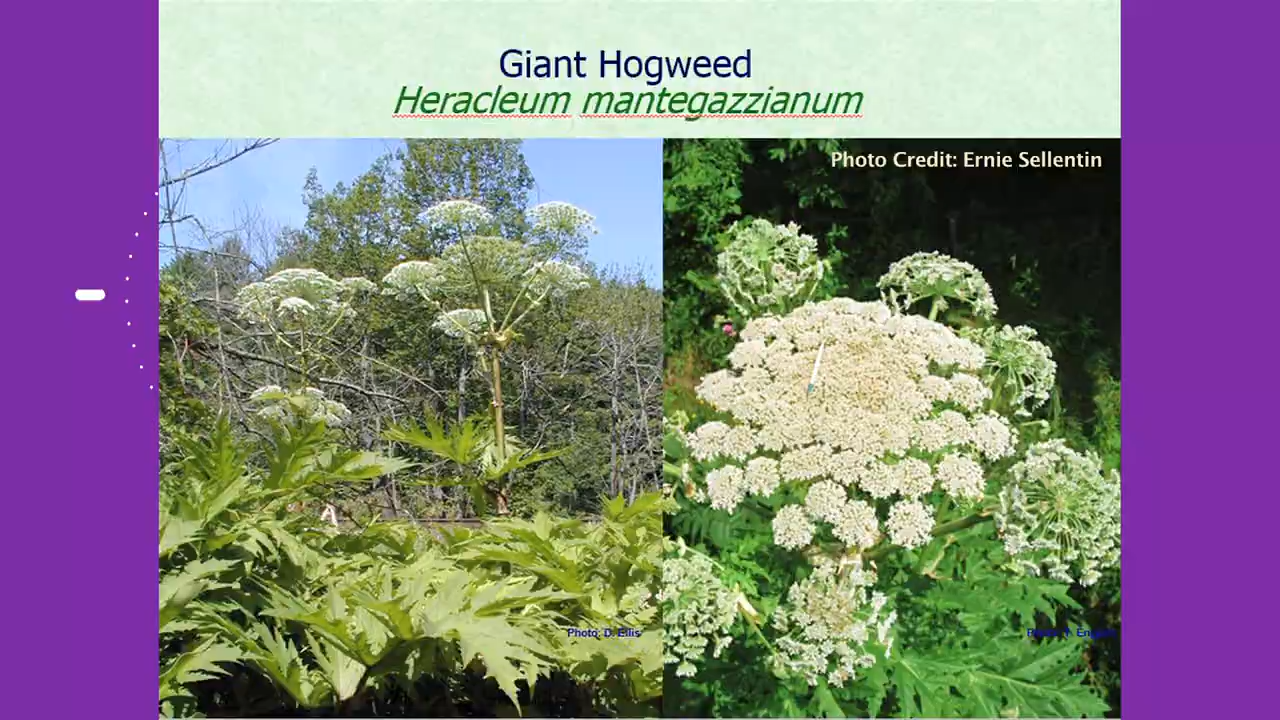 Giant Hogweed
Heracleum mantegazzianum
Photo Credit: Ernie Sellentin
Photo: D. Ellis